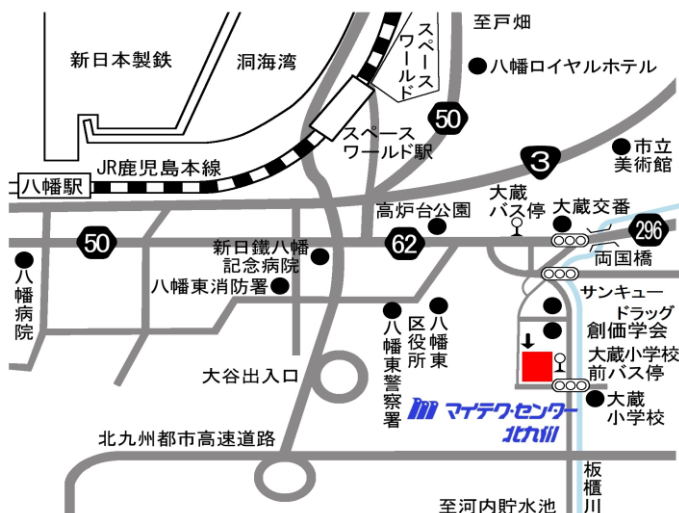 至戸畑
新日本製鉄
洞海湾
スペース
ワールド
八幡ロイヤルホテル
50
スペース
ワールド駅
3
市立
美術館
JR鹿児島本線
八幡駅
大蔵
バス停
大蔵交番
高炉台公園
296
50
62
新日鐵八幡
記念病院
両国橋
八幡病院
八幡東消防署
サンキュー
ドラッグ
八幡東警察署
八幡東
区役所
創価学会
大蔵小学校
前バス停
大谷出入口
マイテク・センター
北九州
大蔵
小学校
北九州都市高速道路
板櫃川
至河内貯水池